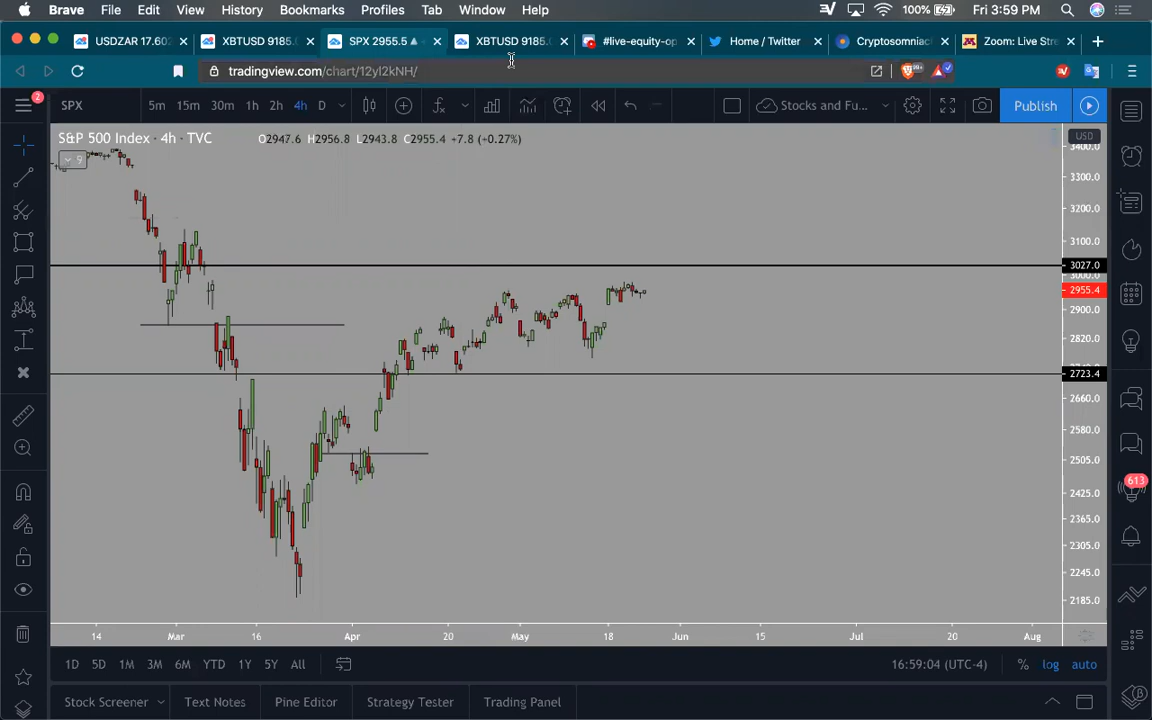 Brave File Edit View History Bookmarks Profiles Tab Window Help 100% Fri 3:59 PM
USDZAR 17.602 XBTUSD 9185.0 SPX 2955.5 ▲ XBTUSD 9185.0 #live-equity-op Home / Twitter Cryptosomniac Zoom: Live Stre
tradingview.com/chart/12yl2kNH/ 99+
2 SPX 5m 15m 30m 1h 2h 4h D Stocks and Fu... Publish
S&P 500 Index · 4h · TVC O2947.6 H2956.8 L2943.8 C2955.4 +7.8 (+0.27%) USD
9
3400.0
3300.0
3200.0
3100.0
3027.0
3000.0
2955.4
2900.0
2820.0
2723.4
2660.0
2580.0
2505.0
613
2425.0
2365.0
2305.0
2245.0
2185.0
14 Mar 16 Apr 20 May 18 Jun 15 Jul 20 Aug
1D 5D 1M 3M 6M YTD 1Y 5Y All 16:59:04 (UTC-4) % log auto
Stock Screener Text Notes Pine Editor Strategy Tester Trading Panel